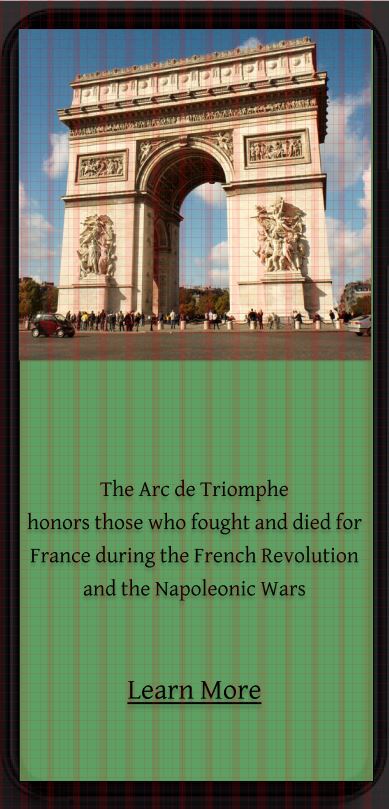 The Arc de Triomphe
honors those who fought and died for
France during the French Revolution
and the Napoleonic Wars
Learn More